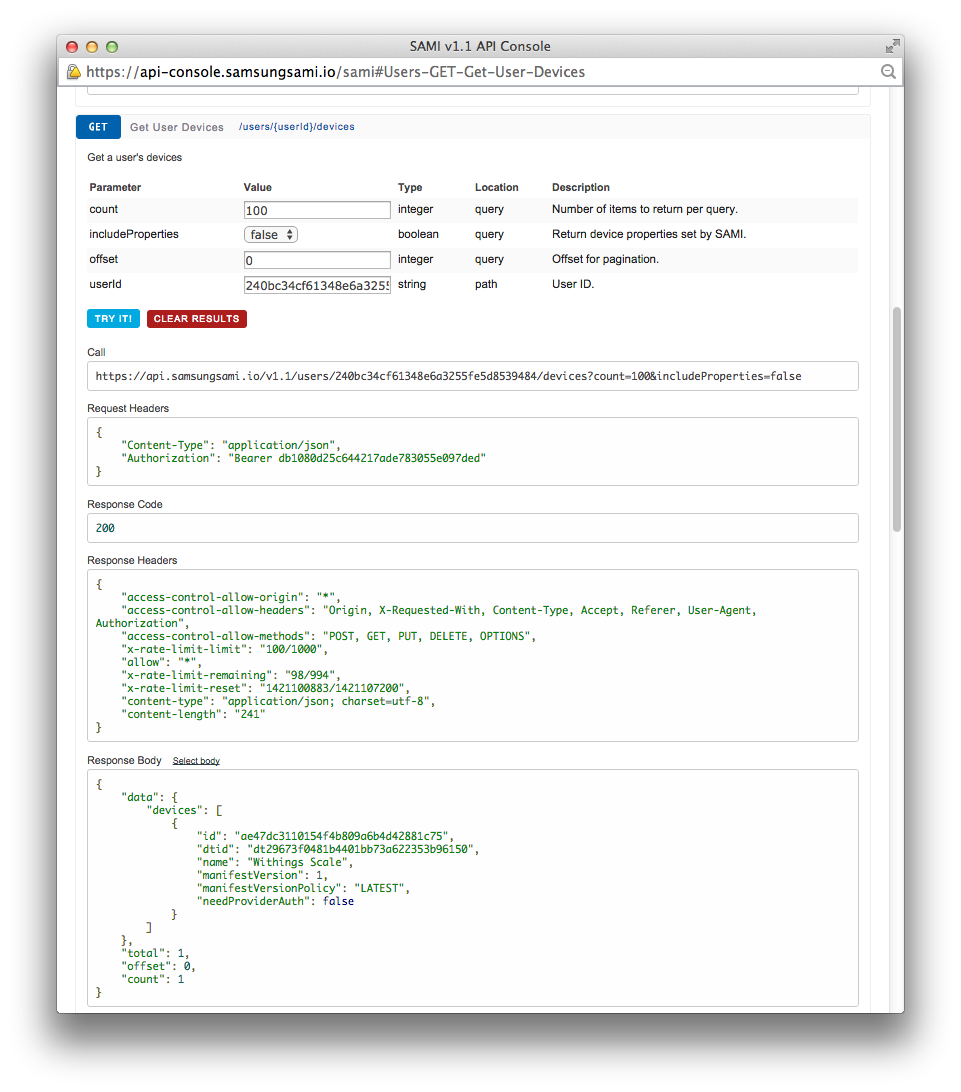 SAMI v1.1 API Console
https://api-console.samsungsami.io/sami#Users-GET-Get-User-Devices
GET Get User Devices /users/{userId}/devices
Get a user's devices
Parameter Value Type Location Description
count 100 integer query Number of items to return per query.
includeProperties false boolean query Return device properties set by SAMI.
offset 0 integer query Offset for pagination.
userId 240bc34cf61348e6a3255 string path User ID.
TRY IT! CLEAR RESULTS
Call
https://api.samsungsami.io/v1.1/users/240bc34cf61348e6a3255fe5d8539484/devices?count=100&includeProperties=false
Request Headers
{
    "Content-Type": "application/json",
    "Authorization": "Bearer db1080d25c644217ade783055e097ded"
}
Response Code
200
Response Headers
{
    "access-control-allow-origin": "*",
    "access-control-allow-headers": "Origin, X-Requested-With, Content-Type, Accept, Referer, User-Agent,
Authorization",
    "access-control-allow-methods": "POST, GET, PUT, DELETE, OPTIONS",
    "x-rate-limit-limit": "100/1000",
    "allow": "*",
    "x-rate-limit-remaining": "98/994",
    "x-rate-limit-reset": "1421100883/1421107200",
    "content-type": "application/json; charset=utf-8",
    "content-length": "241"
}
Response Body Select body
{
    "data": {
        "devices": [
            {
                "id": "ae47dc3110154f4b809a6b4d42881c75",
                "dtid": "dt29673f0481b4401bb73a622353b96150",
                "name": "Withings Scale",
                "manifestVersion": 1,
                "manifestVersionPolicy": "LATEST",
                "needProviderAuth": false
            }
        ]
    },
    "total": 1,
    "offset": 0,
    "count": 1
}